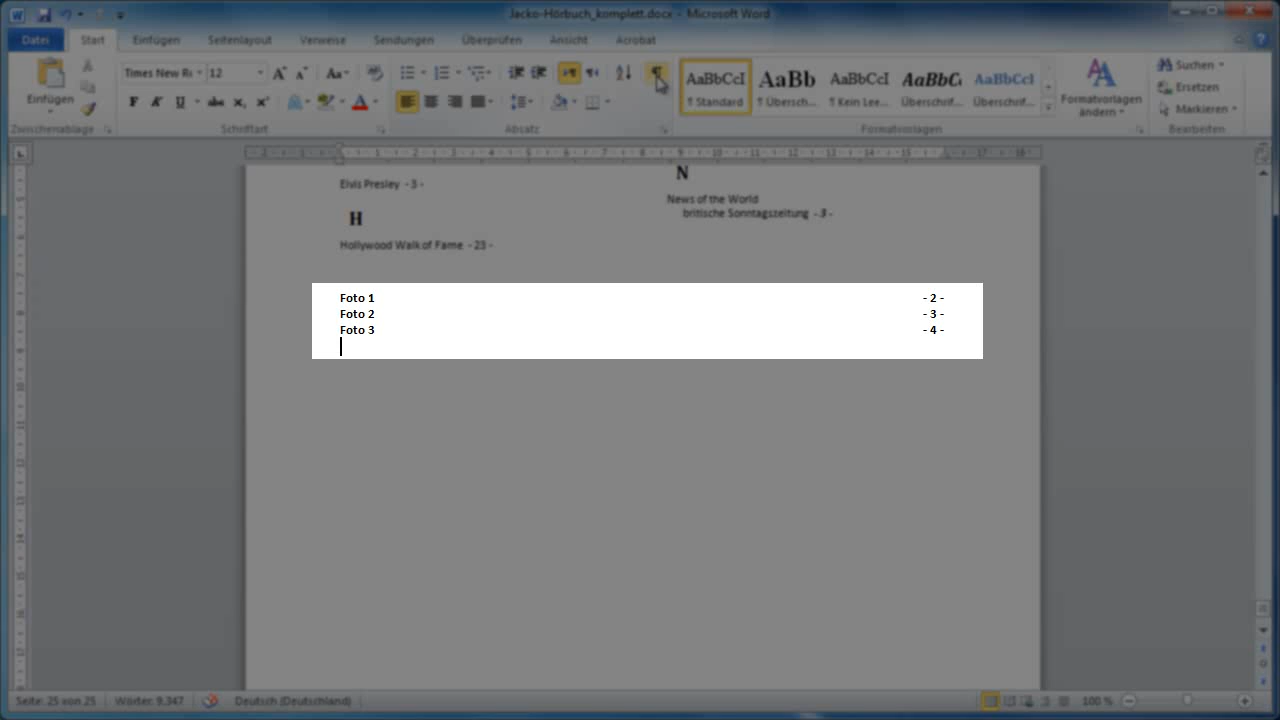 Jacko-Hörbuch_komplett.docx - Microsoft Word
Datei Start Einfügen Seitenlayout Verweise Sendungen Überprüfen Ansicht Acrobat
Einfügen
Zwischenablage
Times New Ro 12
Schriftart
Absatz
AaBbCcI AaBb AaBbCcI AaBbC AaBbCcI
¶ Standard ¶ Übersch... ¶ Kein Lee... Überschrif... Überschrif...
Formatvorlagen
Formatvorlagen ändern
Suchen
Ersetzen
Markieren
Bearbeiten
Elvis Presley - 3 -
H
Hollywood Walk of Fame - 23 -
N
News of the World
britische Sonntagszeitung - 3 -
Foto 1 - 2 -
Foto 2 - 3 -
Foto 3 - 4 -
Seite: 25 von 25 Wörter: 9.347 Deutsch (Deutschland) 100 %